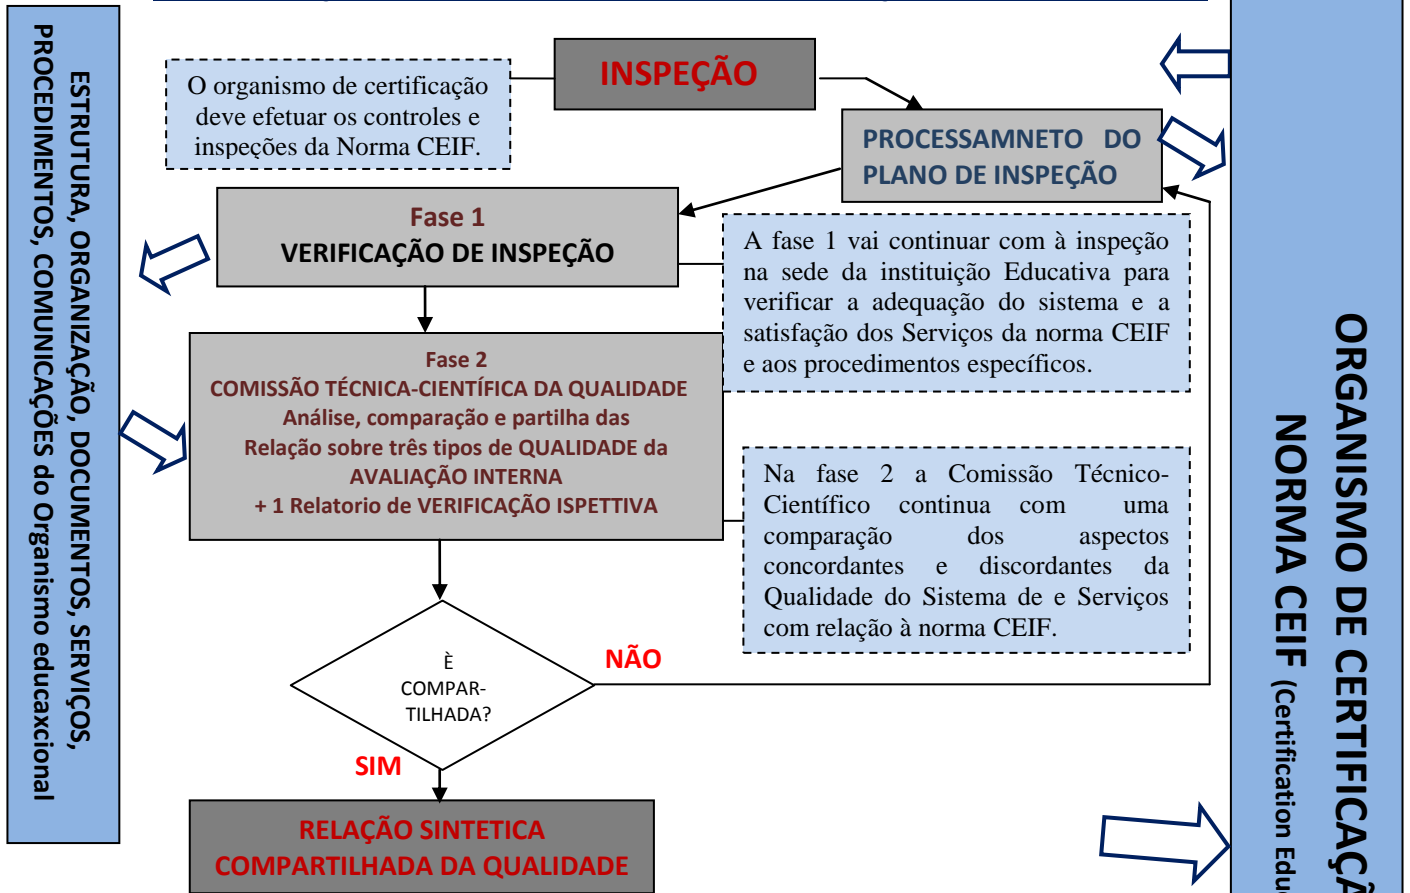 ESTRUTURA, ORGANIZAÇÃO, DOCUMENTOS, SERVIÇOS,
PROCEDIMENTOS, COMUNICAÇÕES do Organismo educaxcional
INSPEÇÃO
O organismo de certificação
deve efetuar os controles e
inspeções da Norma CEIF.
PROCESSAMNETO DO
PLANO DE INSPEÇÃO
Fase 1
VERIFICAÇÃO DE INSPEÇÃO
A fase 1 vai continuar com à inspeção
na sede da instituição Educativa para
verificar a adequação do sistema e a
satisfação dos Serviços da norma CEIF
e aos procedimentos específicos.
Fase 2
COMISSÃO TÉCNICA-CIENTÍFICA DA QUALIDADE
Análise, comparação e partilha das
Relação sobre três tipos de QUALIDADE da
AVALIAÇÃO INTERNA
+ 1 Relatorio de VERIFICAÇÃO ISPETTIVA
Na fase 2 a Comissão Técnico-
Científico continua com uma
comparação dos aspectos
concordantes e discordantes da
Qualidade do Sistema de e Serviços
com relação à norma CEIF.
È
COMPAR-
TILHADA?
NÃO
SIM
RELAÇÃO SINTETICA
COMPARTILHADA DA QUALIDADE
ORGANISMO DE CERTIFICAÇÃ
NORMA CEIF (Certification Edu